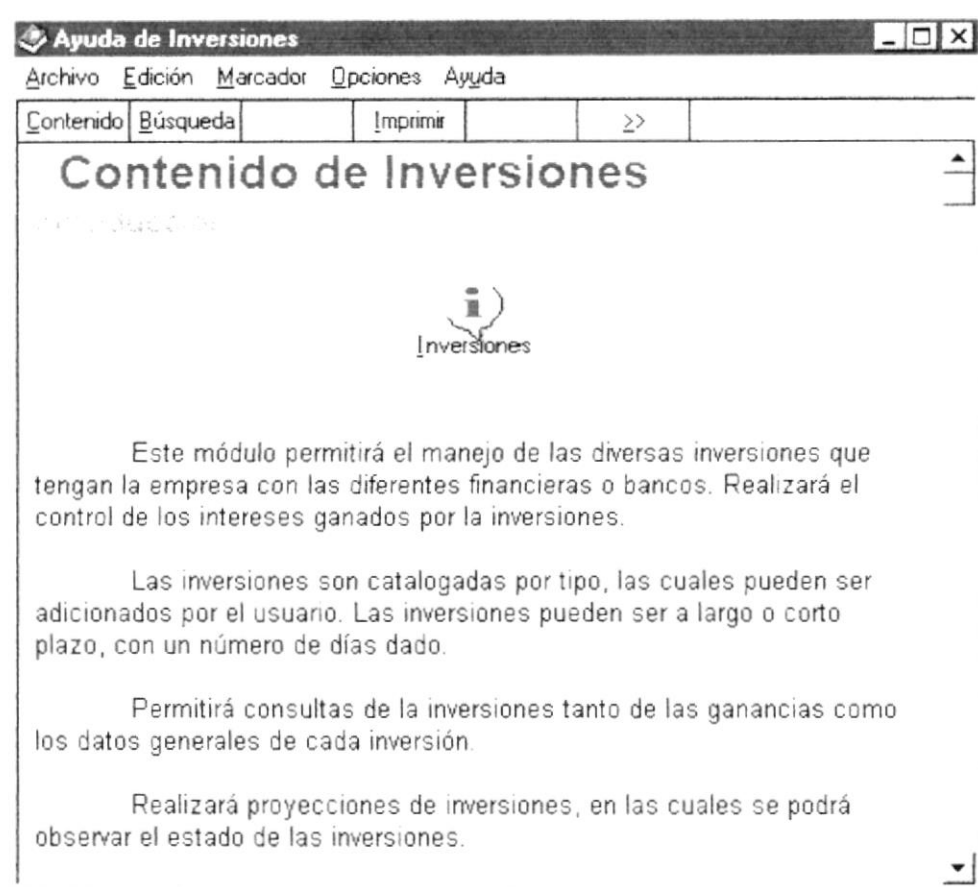 Ayuda de Inversiones
Archivo Edición Marcador Opciones Ayuda
Contenido Búsqueda Imprimir >>
Contenido de Inversiones
i
Inversiones
Este módulo permitirá el manejo de las diversas inversiones que
tengan la empresa con las diferentes financieras o bancos. Realizará el
control de los intereses ganados por la inversiones.
Las inversiones son catalogadas por tipo, las cuales pueden ser
adicionados por el usuario. Las inversiones pueden ser a largo o corto
plazo, con un número de días dado.
Permitirá consultas de la inversiones tanto de las ganancias como
los datos generales de cada inversión.
Realizará proyecciones de inversiones, en las cuales se podrá
observar el estado de las inversiones.